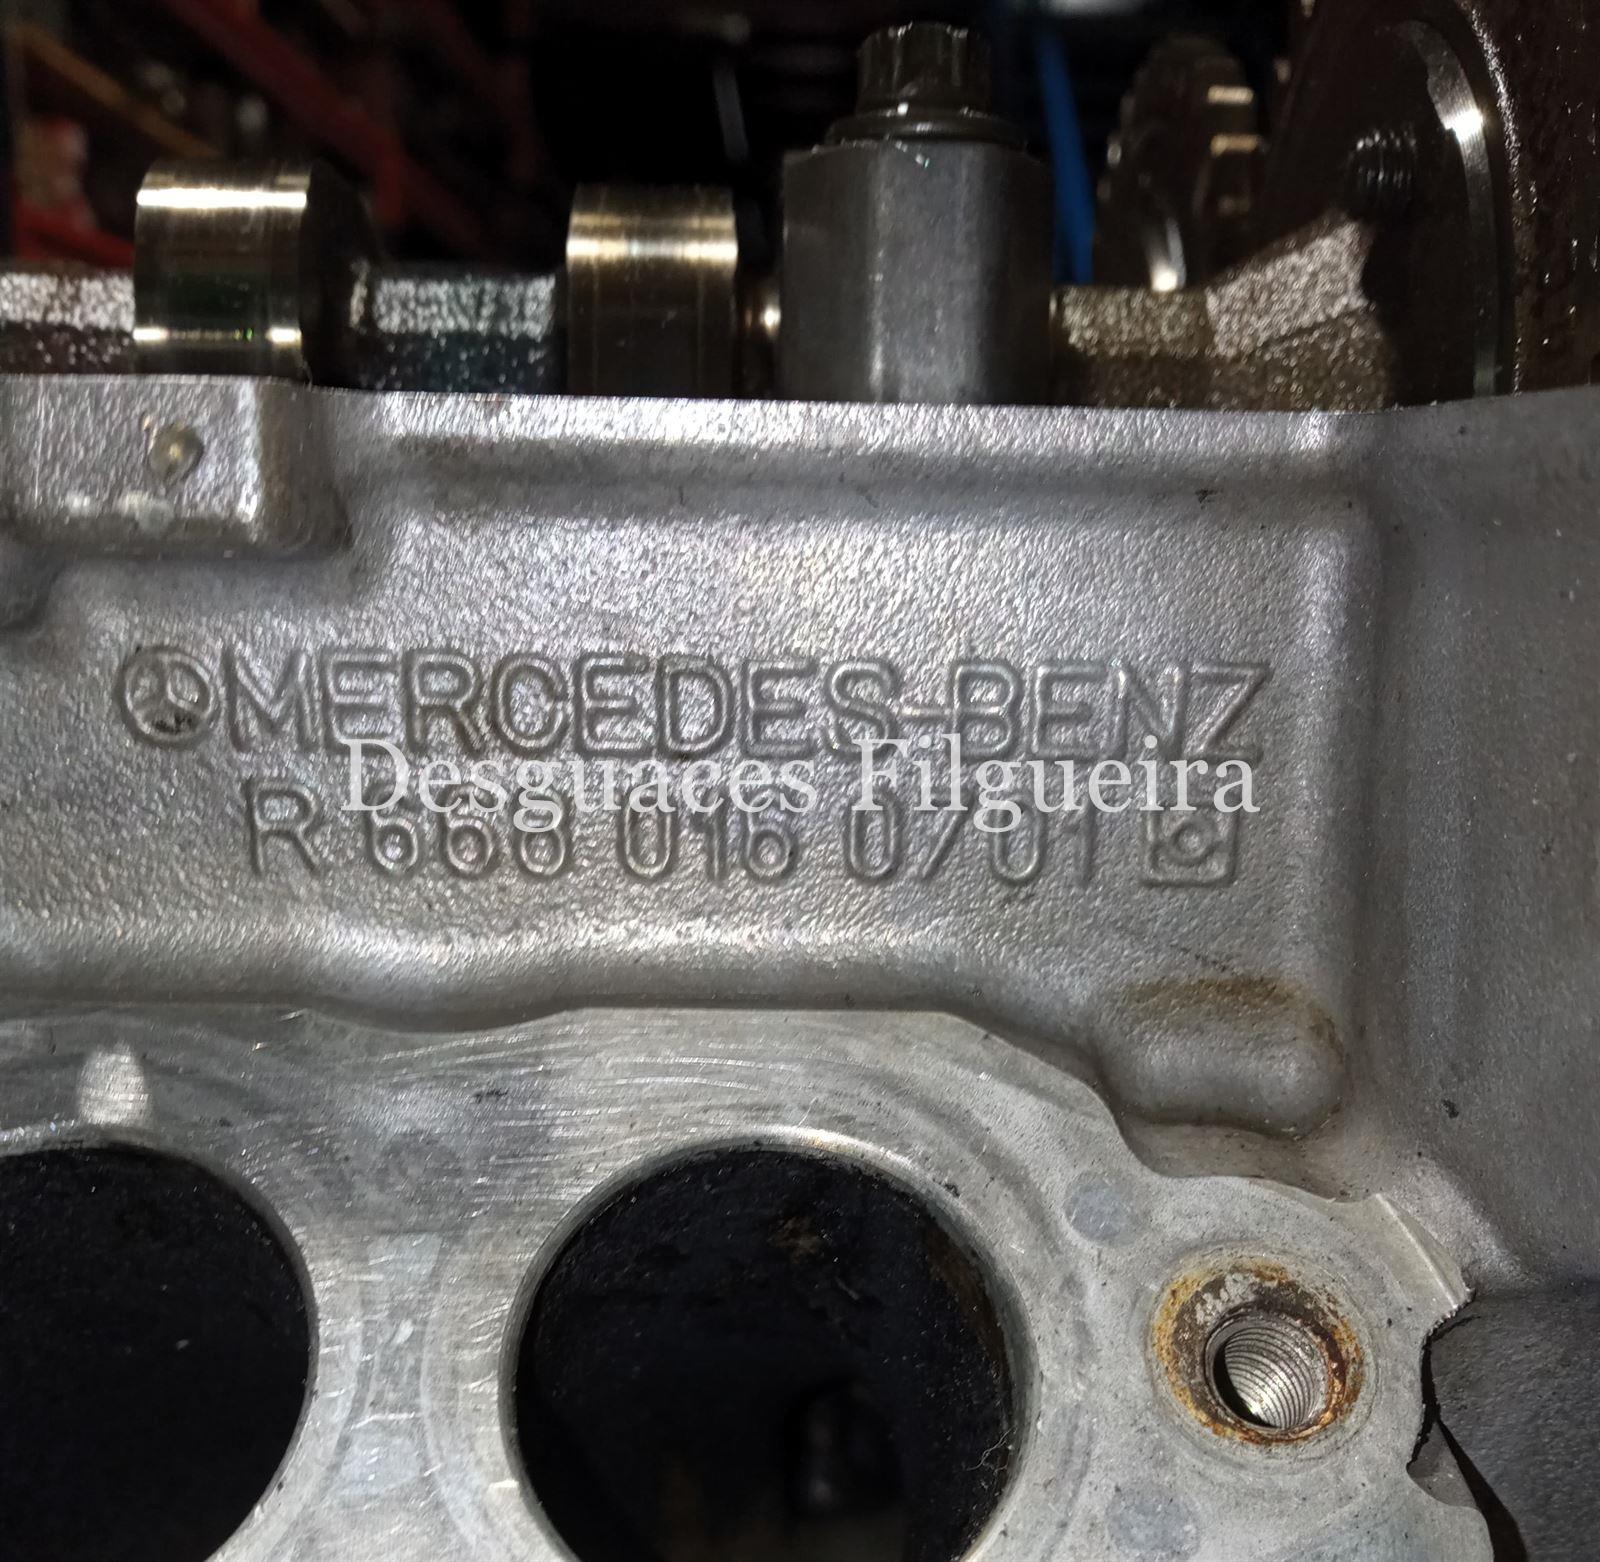 MERCEDES-BENZ
Desguaces Filgueira
R 668 016 0701